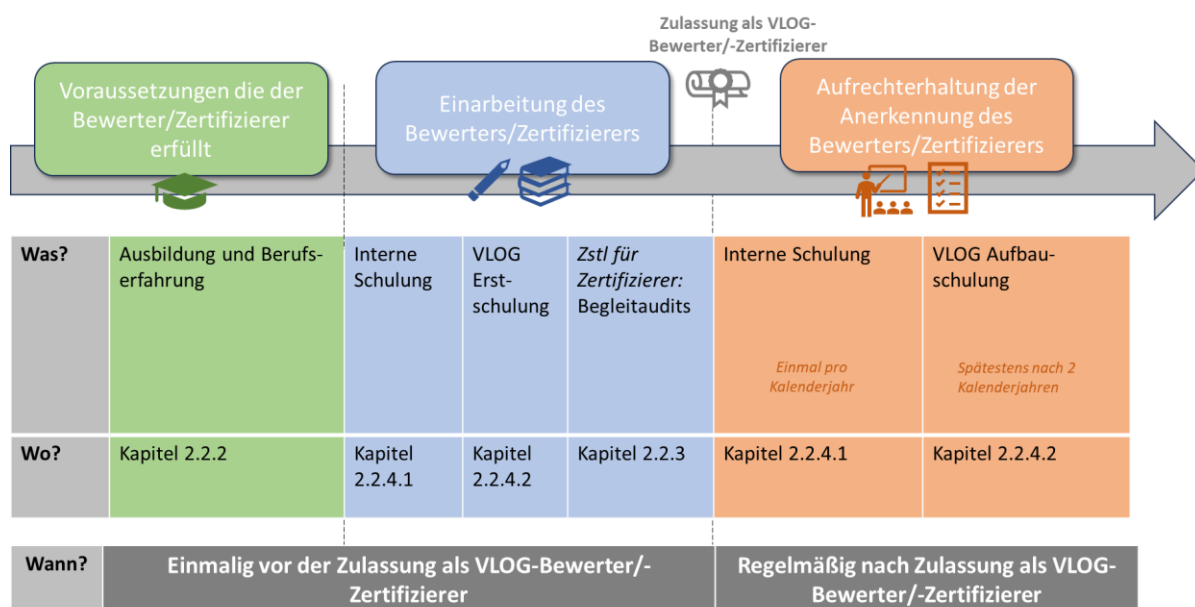 Zulassung als VLOG-
Bewerter/-Zertifizierer
Voraussetzungen die der
Bewerter/Zertifizierer
erfüllt
Einarbeitung des
Bewerters/Zertifizierers
Aufrechterhaltung der
Anerkennung des
Bewerters/Zertifizierers
Was?
Ausbildung und Berufs-
erfahrung
Interne
Schulung
VLOG
Erst-
schulung
Zstl für
Zertifizierer:
Begleitaudits
Interne Schulung
Einmal pro
Kalenderjahr
VLOG Aufbau-
schulung
Spätestens nach 2
Kalenderjahren
Wo?
Kapitel 2.2.2
Kapitel
2.2.4.1
Kapitel
2.2.4.2
Kapitel 2.2.3
Kapitel 2.2.4.1
Kapitel 2.2.4.2
Wann?
Einmalig vor der Zulassung als VLOG-Bewerter/-
Zertifizierer
Regelmäßig nach Zulassung als VLOG-
Bewerter/-Zertifizierer